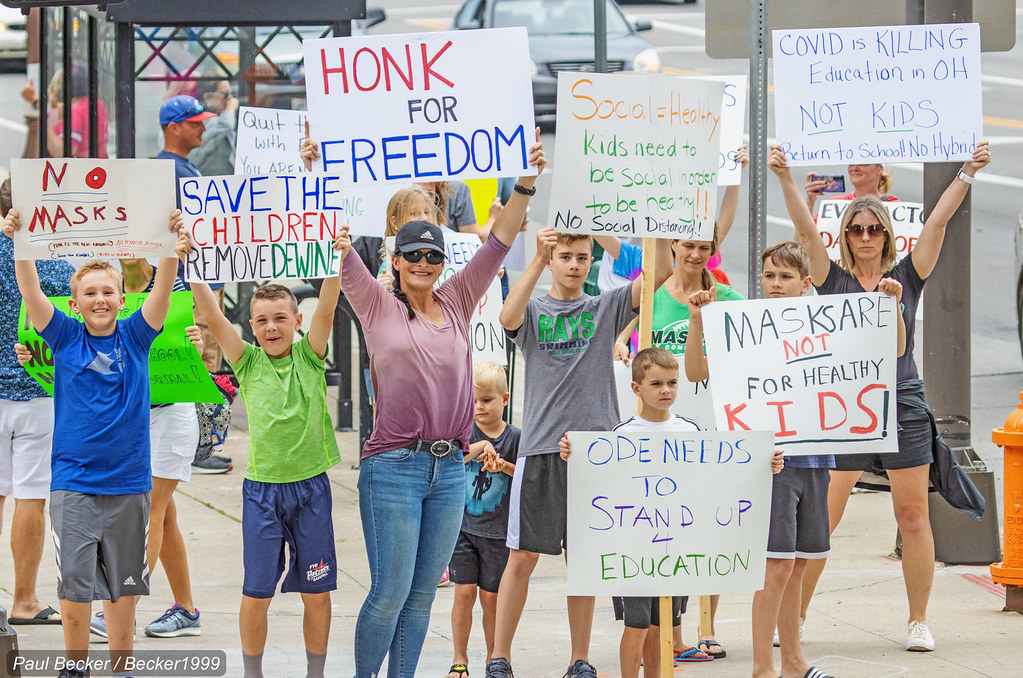 NO
MASKS
SAVE THE
CHILDREN
REMOVE DEWINE
Quit
with
YOU ARE
HONK
FOR
FREEDOM
Social = Healthy
Kids need to
be social in order
to be healthy!!
No Social Distancing!!
COVID is KILLING
Education in OH
NOT KIDS
Return to School! No Hybrid
MASKS ARE
NOT
FOR HEALTHY
KIDS!
ODE NEEDS
TO
STAND UP
4
EDUCATION
RAYS
SWIMMING
Paul Becker / Becker1999